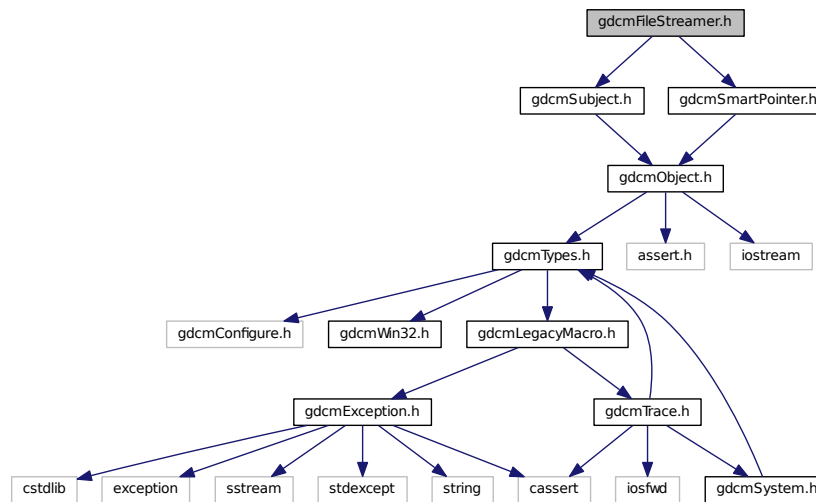 gdcmFileStreamer.h
gdcmSubject.h
gdcmSmartPointer.h
gdcmObject.h
gdcmTypes.h
assert.h
iostream
gdcmConfigure.h
gdcmWin32.h
gdcmLegacyMacro.h
gdcmException.h
gdcmTrace.h
cstdlib
exception
sstream
stdexcept
string
cassert
iosfwd
gdcmSystem.h